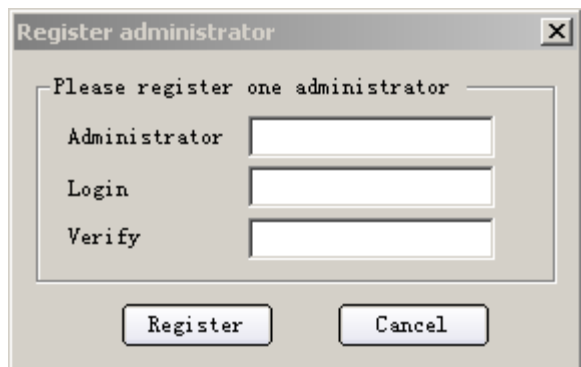 Register administrator
Please register one administrator
Administrator
Login
Verify
Register Cancel